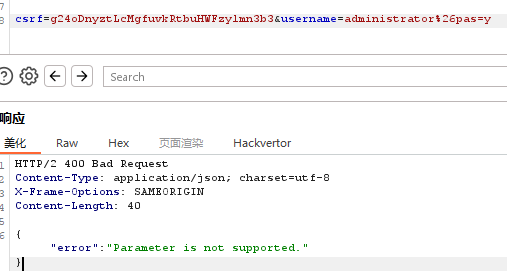 7
8 csrf=g24oDnyztLcMgfuvkRtbuHWFzylmn3b3&username=administrator%26pas=y
Search
响应
美化 Raw Hex 页面渲染 Hackvertor
1 HTTP/2 400 Bad Request
2 Content-Type: application/json; charset=utf-8
3 X-Frame-Options: SAMEORIGIN
4 Content-Length: 40
5
6 {
"error":"Parameter is not supported."
}